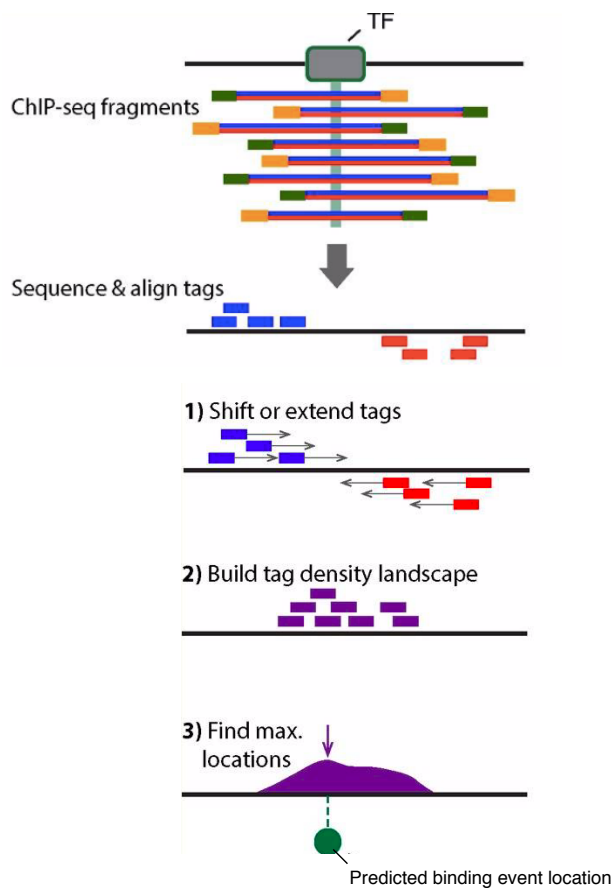 TF
ChIP-seq fragments
Sequence & align tags
1) Shift or extend tags
2) Build tag density landscape
3) Find max.
locations
Predicted binding event location